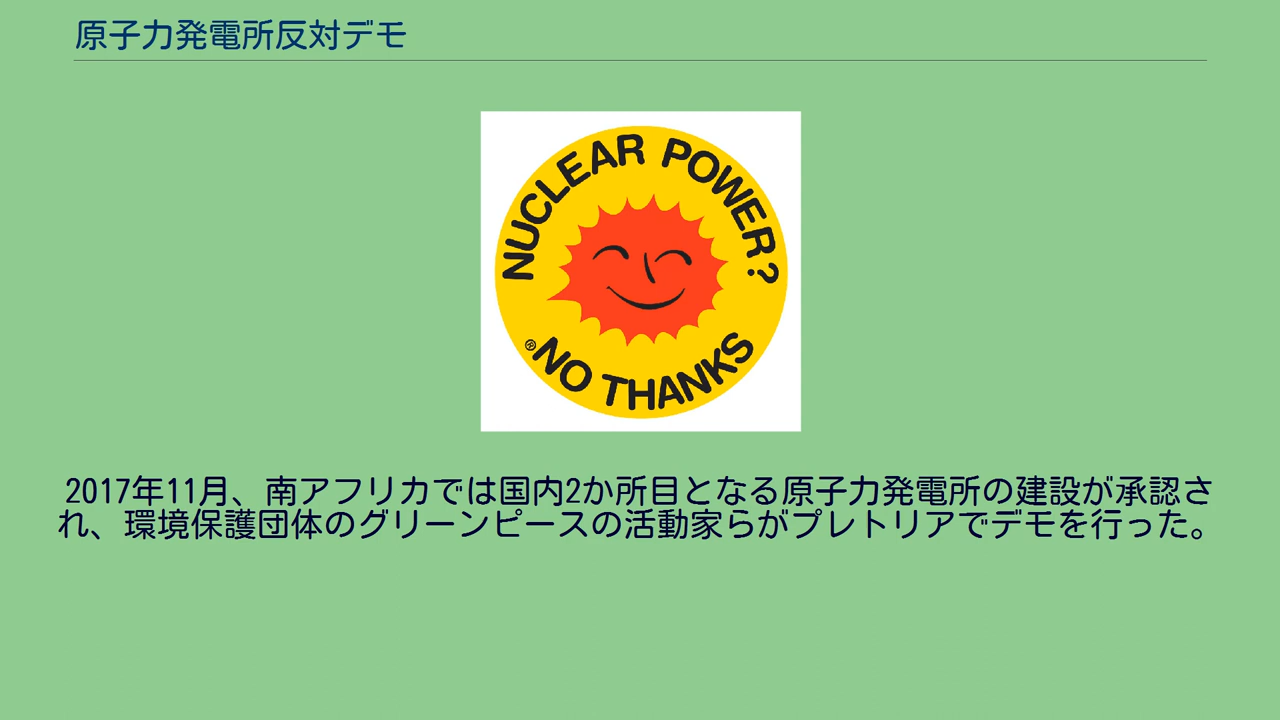 原子力発電所反対デモ
NUCLEAR POWER?
NO THANKS
®
2017年11月、南アフリカでは国内2か所目となる原子力発電所の建設が承認さ
れ、環境保護団体のグリーンピースの活動家らがプレトリアでデモを行った。